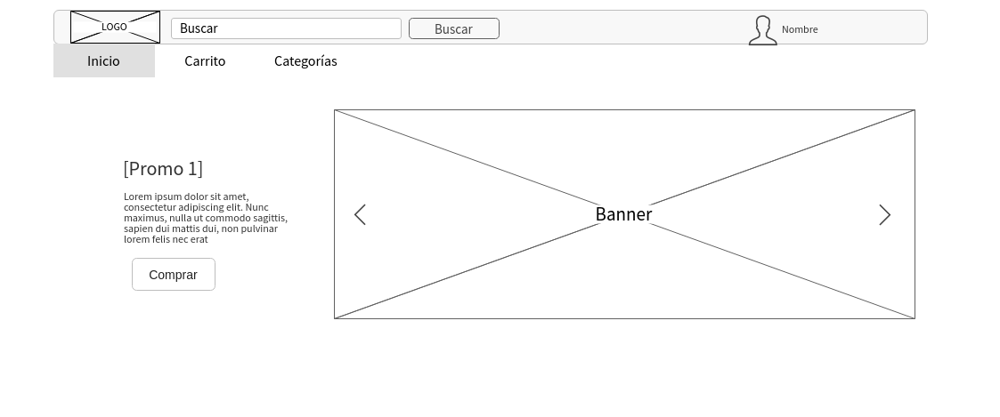 LOGO
Buscar
Buscar
Nombre
Inicio
Carrito
Categorías
[Promo 1]
Lorem ipsum dolor sit amet,
consectetur adipiscing elit. Nunc
maximus, nulla ut commodo sagittis,
sapien dui mattis dui, non pulvinar
lorem felis nec erat
Comprar
Banner